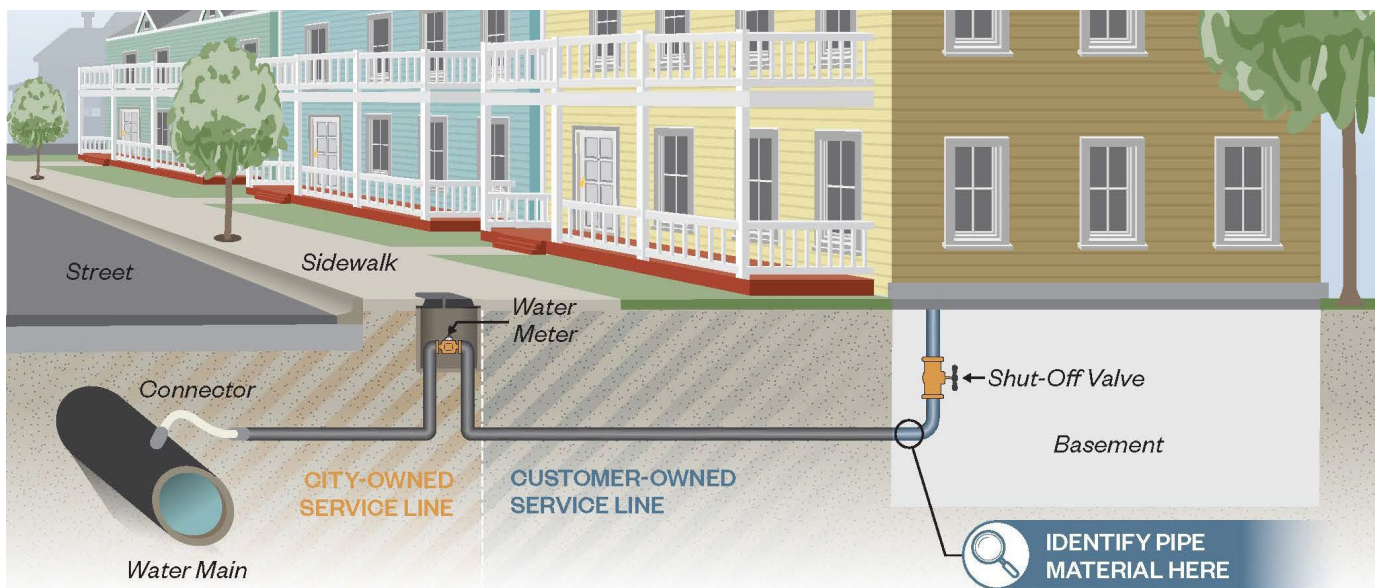 Street
Sidewalk
Water
Meter
Connector
Shut-Off Valve
Basement
CITY-OWNED
SERVICE LINE
CUSTOMER-OWNED
SERVICE LINE
Water Main
IDENTIFY PIPE
MATERIAL HERE